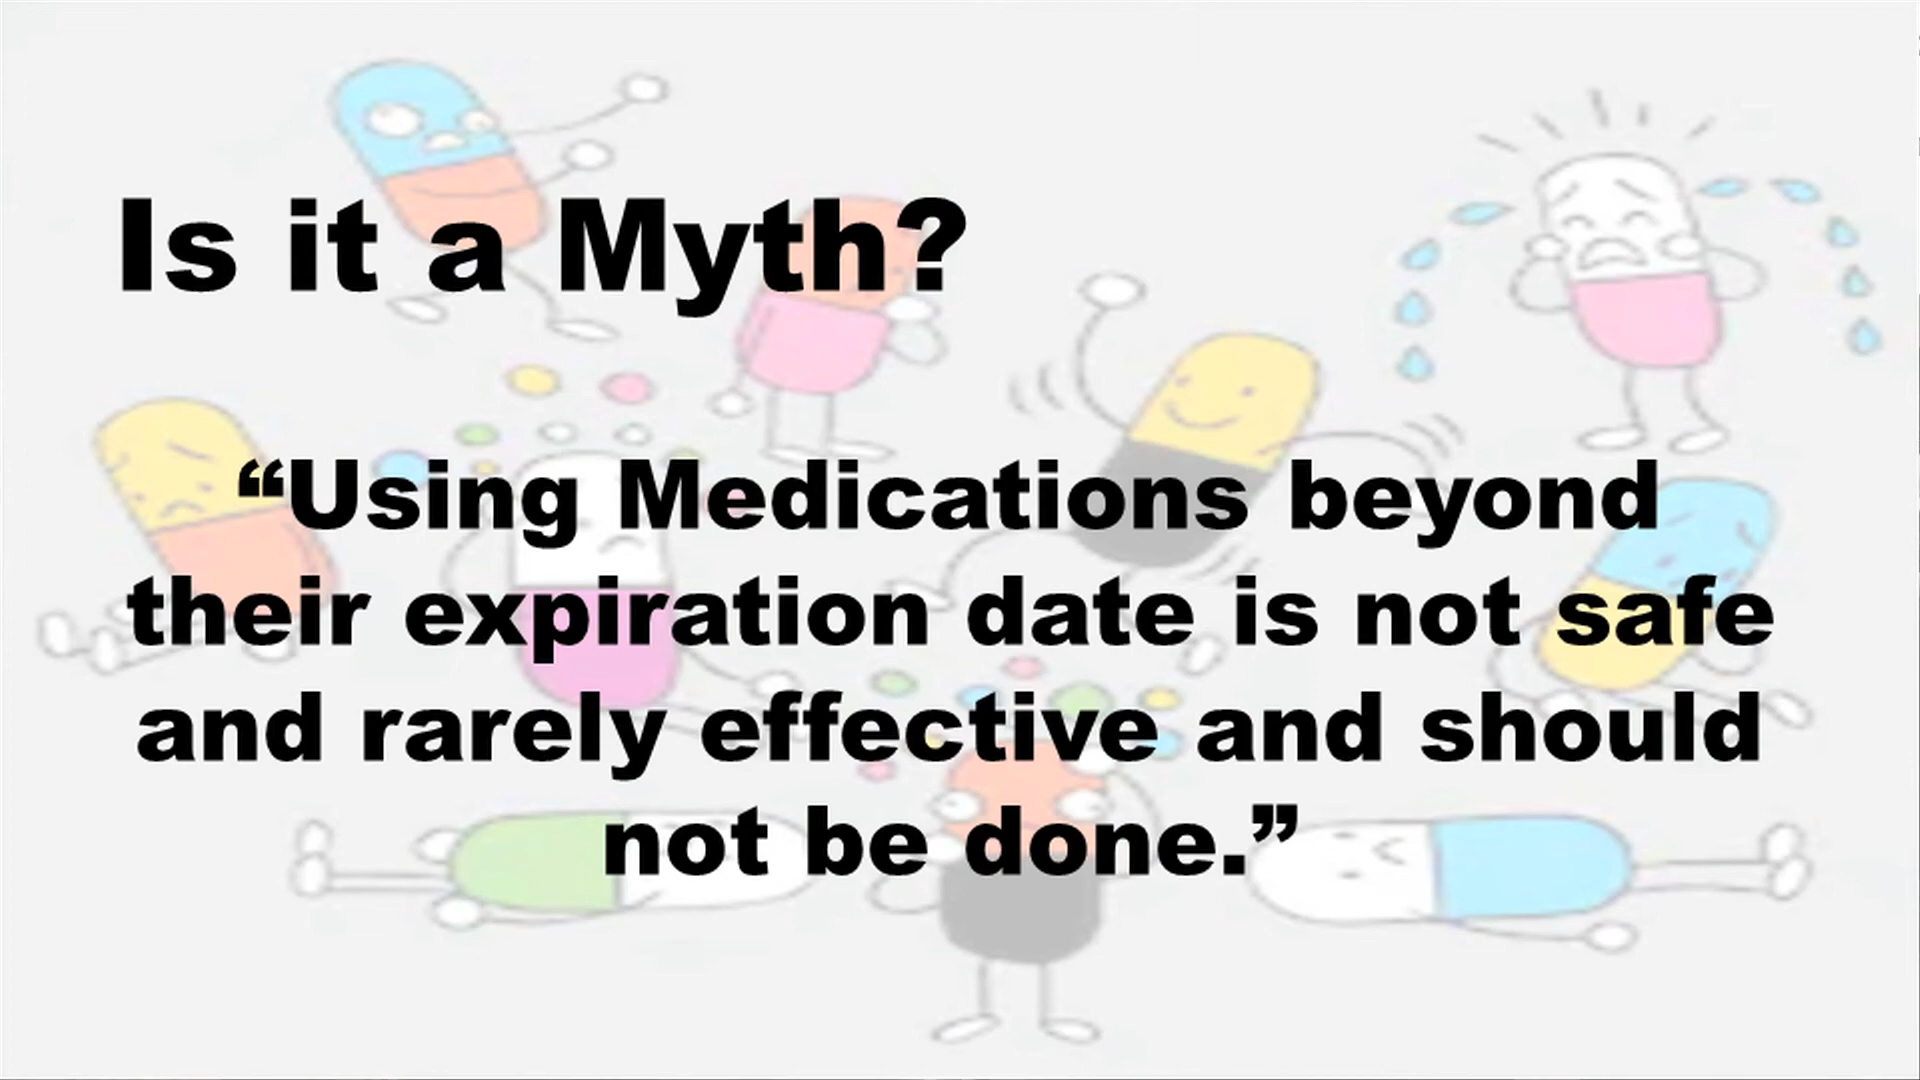 Is it a Myth?
“Using Medications beyond
their expiration date is not safe
and rarely effective and should
not be done.”